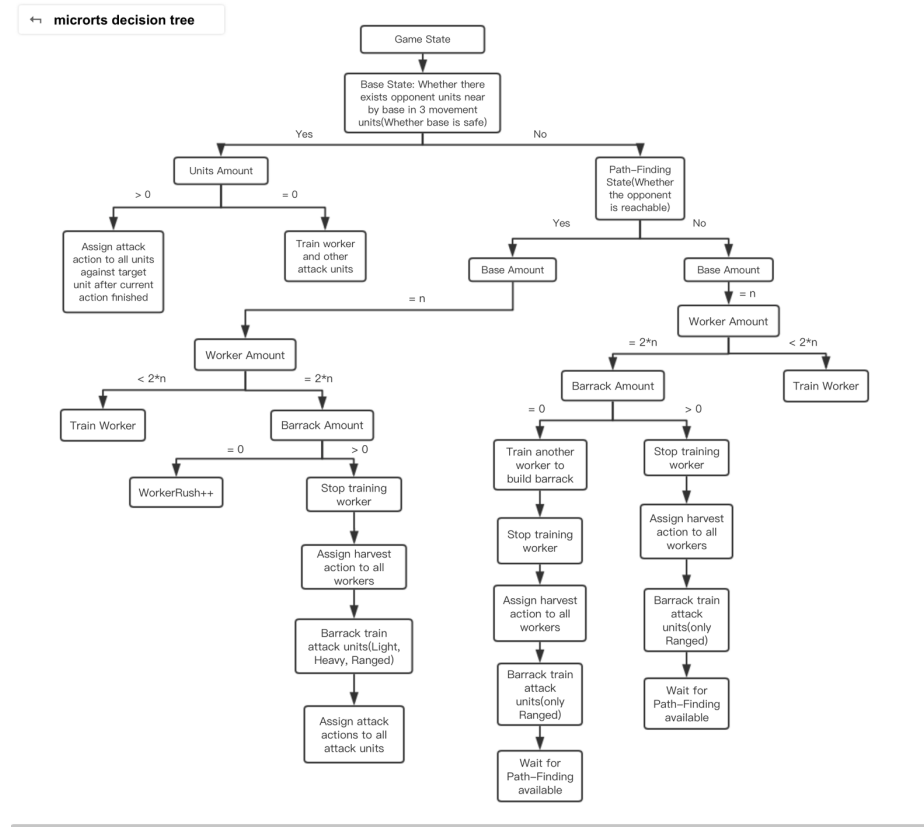 microrts decision tree
Game State
Base State: Whether there
exists opponent units near
by base in 3 movement
units(Whether base is safe)
Yes
No
Units Amount
Path-Finding
State(Whether
the opponent
is reachable)
> 0
= 0
Yes
No
Assign attack
action to all units
against target
unit after current
action finished
Train worker
and other
attack units
Base Amount
Base Amount
= n
= n
Worker Amount
Worker Amount
= 2*n
< 2*n
< 2*n
= 2*n
Barrack Amount
Train Worker
Train Worker
Barrack Amount
= 0
> 0
= 0
> 0
Train another
worker to
build barrack
Stop training
worker
WorkerRush++
Stop training
worker
Stop training
worker
Assign harvest
action to all
workers
Assign harvest
action to all
workers
Assign harvest
action to all
workers
Barrack train
attack
units(only
Ranged)
Barrack train
attack units(Light,
Heavy, Ranged)
Barrack train
attack
units(only
Ranged)
Wait for
Path-Finding
available
Assign attack
actions to all
attack units
Wait for
Path-Finding
available